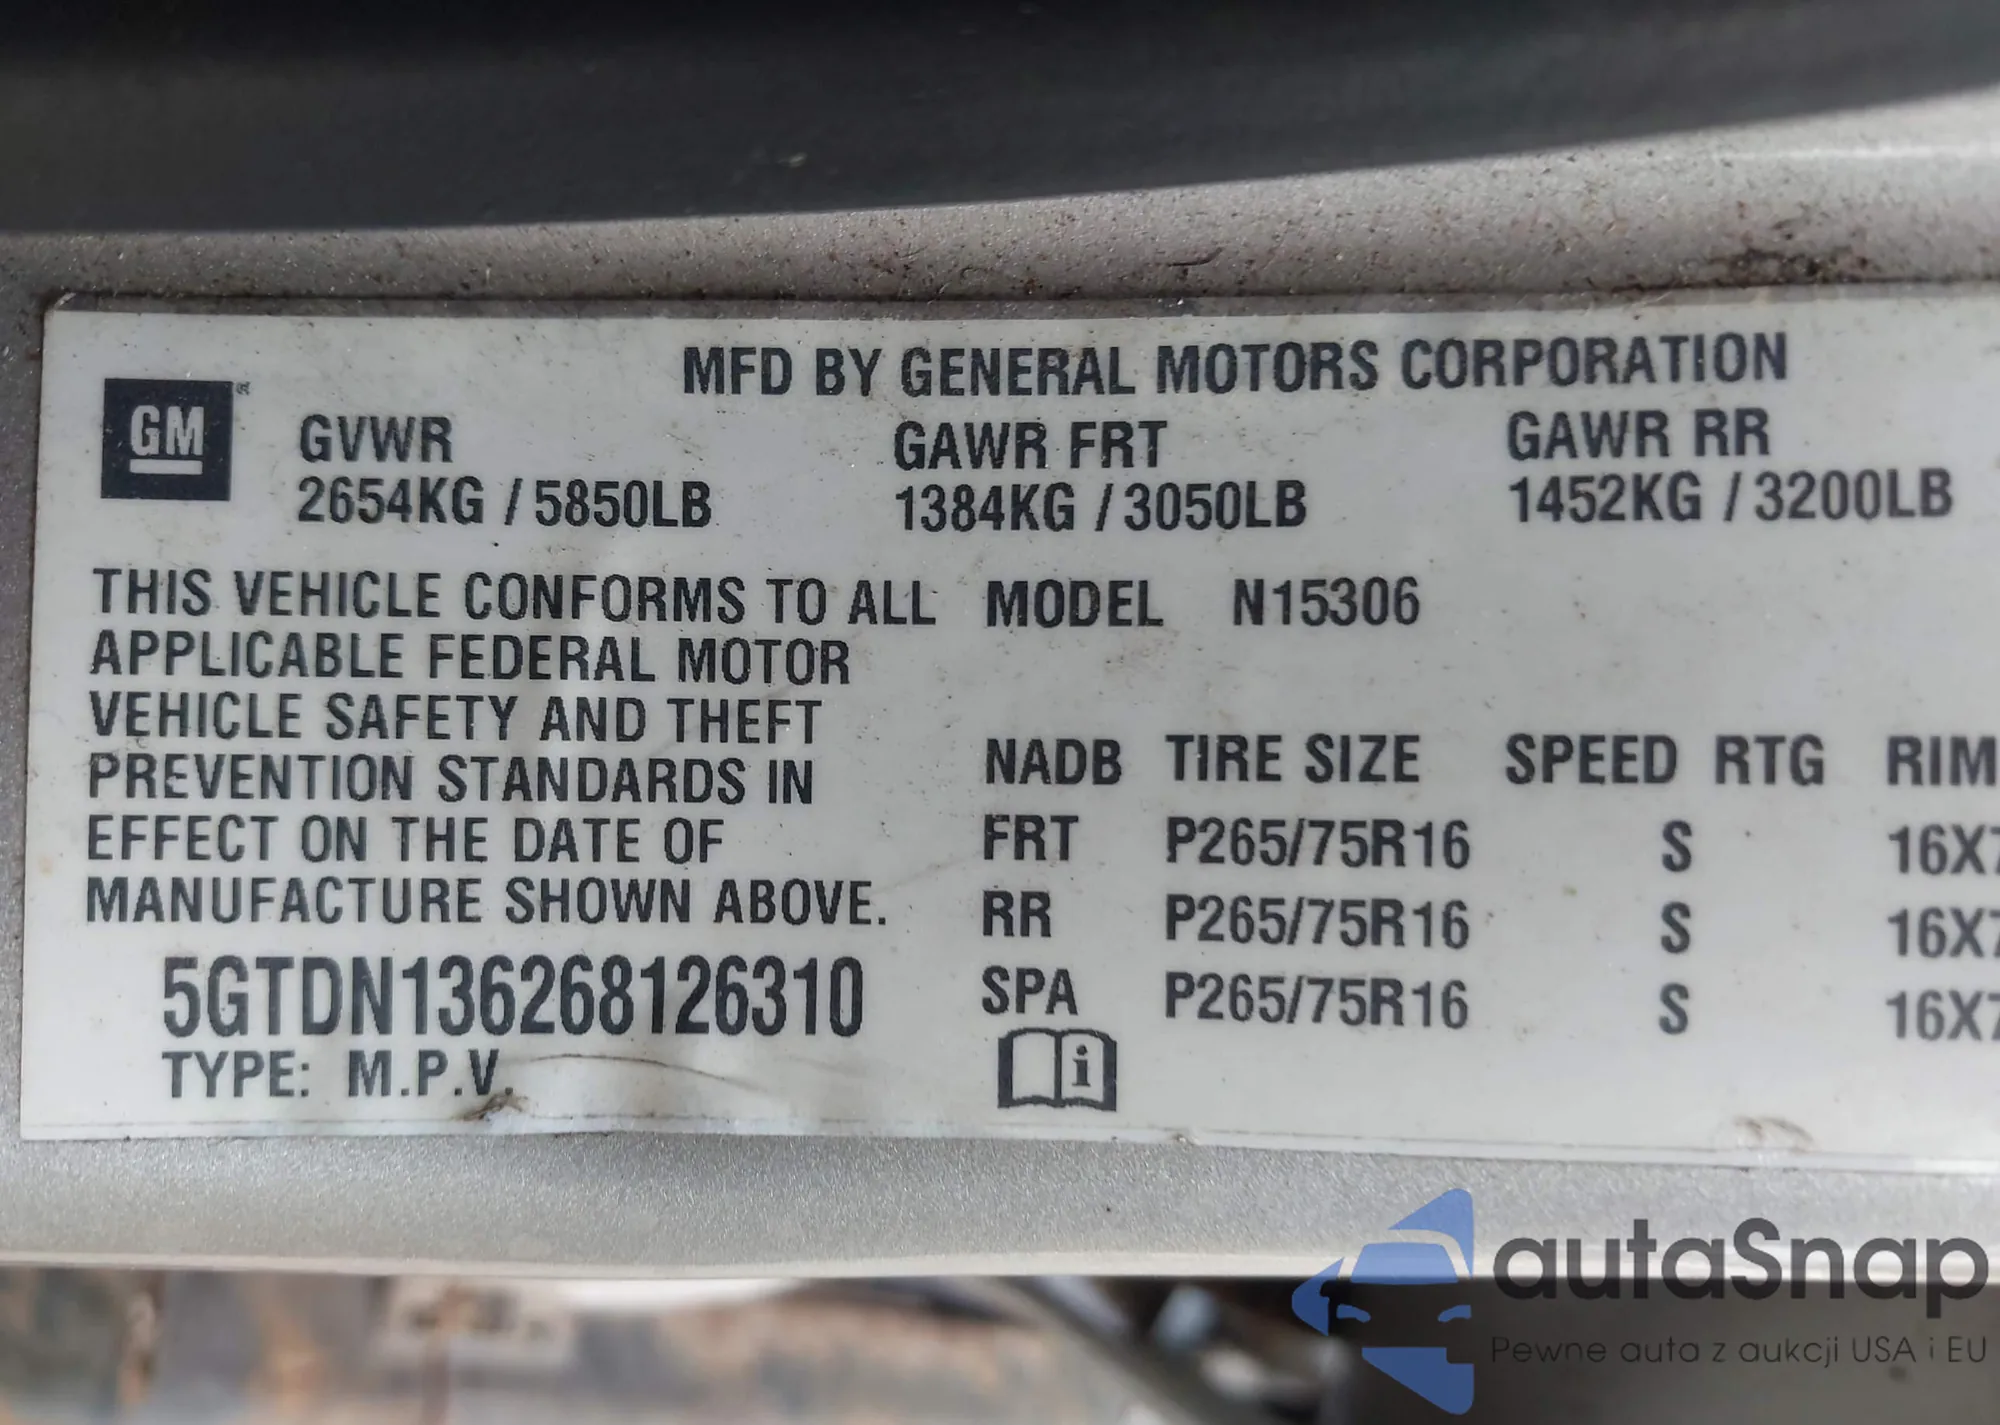 MFD BY GENERAL MOTORS CORPORATION
GM
GVWR GAWR FRT GAWR RR
2654KG / 5850LB 1384KG / 3050LB 1452KG / 3200LB
THIS VEHICLE CONFORMS TO ALL
APPLICABLE FEDERAL MOTOR
VEHICLE SAFETY AND THEFT
PREVENTION STANDARDS IN
EFFECT ON THE DATE OF
MANUFACTURE SHOWN ABOVE.
5GTDN136268126310
TYPE: M.P.V.
MODEL N15306
NADB TIRE SIZE SPEED RTG RIM
FRT P265/75R16 S 16X7
RR P265/75R16 S 16X7
SPA P265/75R16 S 16X7
i
autaSnap
Pewne auta z aukcji USA i EU